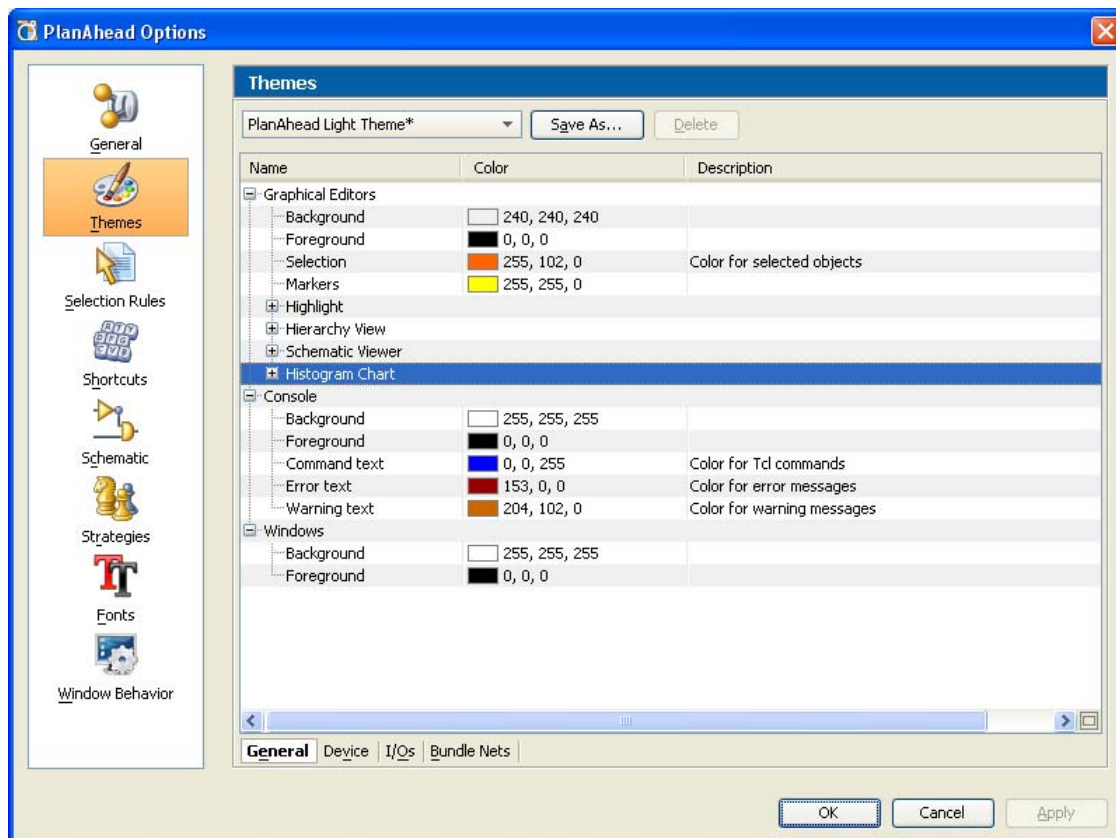 PlanAhead Options
General
Themes
Selection Rules
Shortcuts
Schematic
Strategies
Fonts
Window Behavior
Themes
PlanAhead Light Theme* Save As... Delete
Name Color Description
Graphical Editors
Background 240, 240, 240
Foreground 0, 0, 0
Selection 255, 102, 0 Color for selected objects
Markers 255, 255, 0
Highlight
Hierarchy View
Schematic Viewer
Histogram Chart
Console
Background 255, 255, 255
Foreground 0, 0, 0
Command text 0, 0, 255 Color for Tcl commands
Error text 153, 0, 0 Color for error messages
Warning text 204, 102, 0 Color for warning messages
Windows
Background 255, 255, 255
Foreground 0, 0, 0
General Device I/Os Bundle Nets
OK Cancel Apply